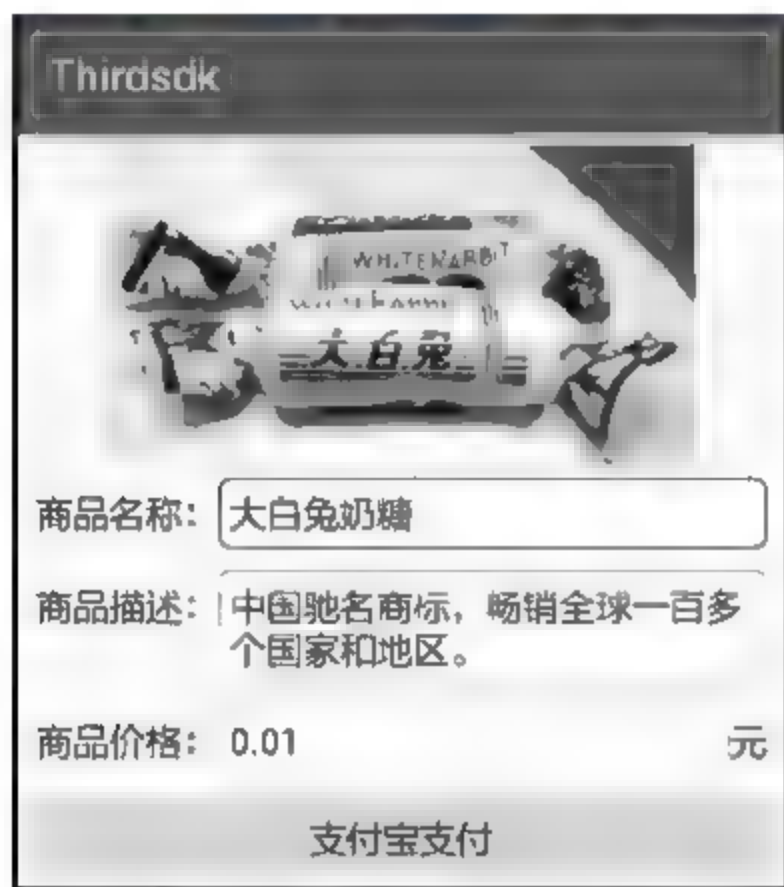 Thirdsdk
WHITE RABBIT
大白兔
商品名称： 大白兔奶糖
商品描述： 中国驰名商标，畅销全球一百多
个国家和地区。
商品价格： 0.01 元
支付宝支付